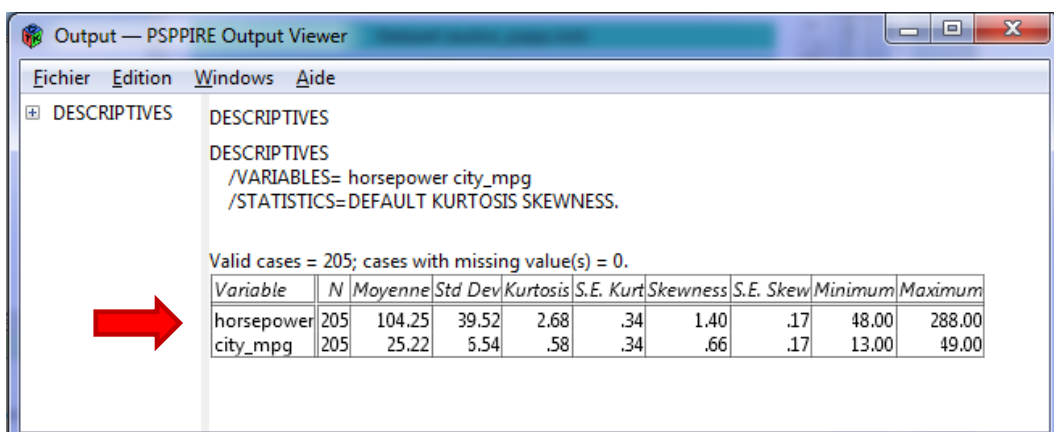 Output — PSPPIRE Output Viewer
Fichier Edition Windows Aide
DESCRIPTIVES
DESCRIPTIVES
DESCRIPTIVES
/VARIABLES= horsepower city_mpg
/STATISTICS=DEFAULT KURTOSIS SKEWNESS.
Valid cases = 205; cases with missing value(s) = 0.
Variable N Moyenne Std Dev Kurtosis S.E. Kurt Skewness S.E. Skew Minimum Maximum
horsepower 205 104.25 39.52 2.68 .34 1.40 .17 48.00 288.00
city_mpg 205 25.22 6.54 .58 .34 .66 .17 13.00 49.00